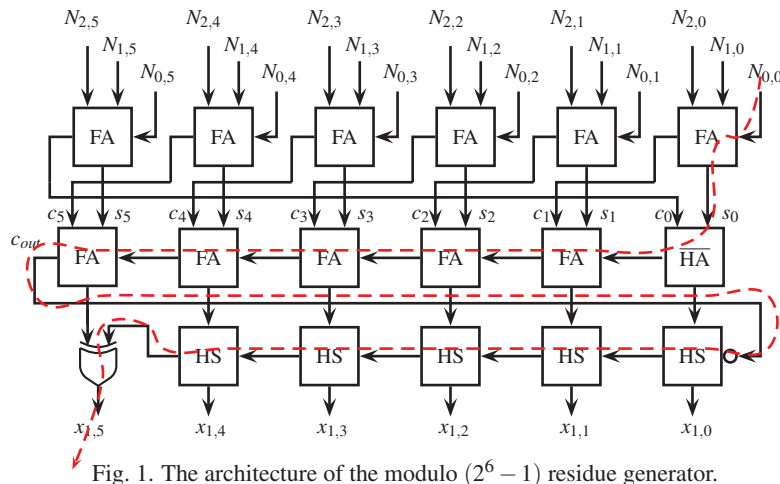 N2,5 N2,4 N2,3 N2,2 N2,1 N2,0
N1,5 N1,4 N1,3 N1,2 N1,1 N1,0
N0,5 N0,4 N0,3 N0,2 N0,1 N0,0
FA FA FA FA FA FA
c5 s5 c4 s4 c3 s3 c2 s2 c1 s1 c0 s0
cout
FA FA FA FA FA H̅A̅
HS HS HS HS HS
x1,5 x1,4 x1,3 x1,2 x1,1 x1,0
Fig. 1. The architecture of the modulo (2⁶ − 1) residue generator.